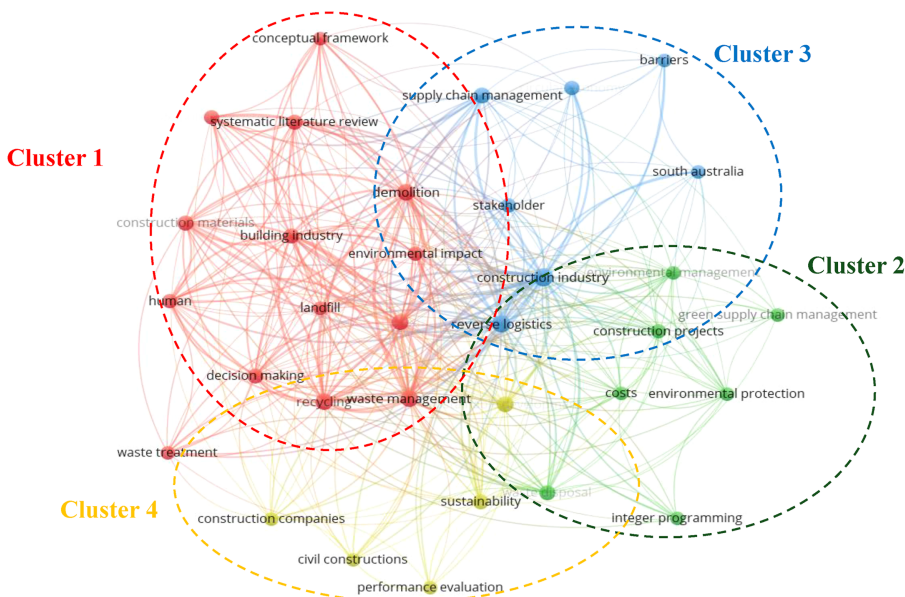 conceptual framework
barriers
Cluster 3
supply chain management
systematic literature review
Cluster 1
south australia
demolition
stakeholder
construction materials
building industry
environmental impact
Cluster 2
construction industry
environmental management
human
landfill
green supply chain management
reverse logistics
construction projects
decision making
costs
environmental protection
recycling
waste management
waste treatment
disposal
sustainability
Cluster 4
construction companies
integer programming
civil constructions
performance evaluation